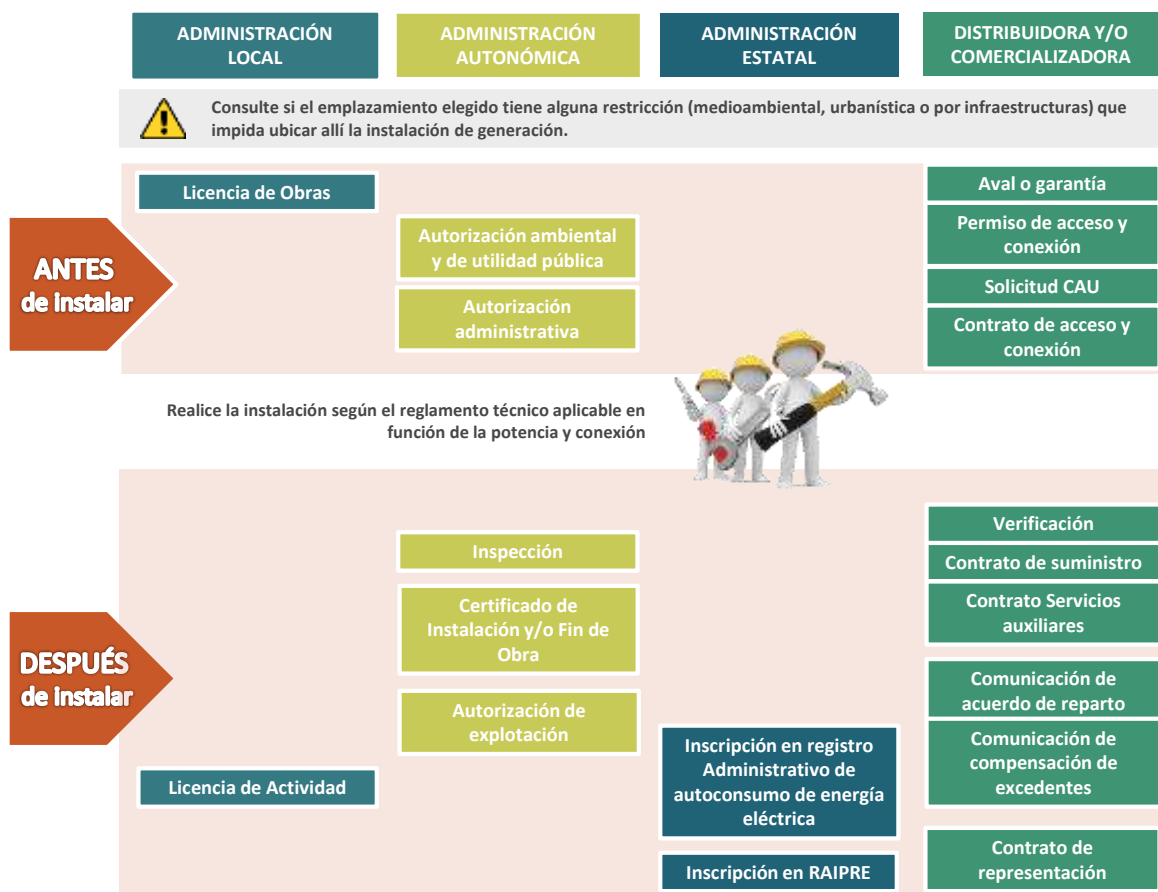 ADMINISTRACIÓN
LOCAL
ADMINISTRACIÓN
AUTONÓMICA
ADMINISTRACIÓN
ESTATAL
DISTRIBUIDORA Y/O
COMERCIALIZADORA
Consulte si el emplazamiento elegido tiene alguna restricción (medioambiental, urbanística o por infraestructuras) que
impida ubicar allí la instalación de generación.
ANTES
de instalar
Licencia de Obras
Autorización ambiental
y de utilidad pública
Autorización
administrativa
Aval o garantía
Permiso de acceso y
conexión
Solicitud CAU
Contrato de acceso y
conexión
Realice la instalación según el reglamento técnico aplicable en
función de la potencia y conexión
DESPUÉS
de instalar
Licencia de Actividad
Inspección
Certificado de
Instalación y/o Fin de
Obra
Autorización de
explotación
Inscripción en registro
Administrativo de
autoconsumo de energía
eléctrica
Inscripción en RAIPRE
Verificación
Contrato de suministro
Contrato Servicios
auxiliares
Comunicación de
acuerdo de reparto
Comunicación de
compensación de
excedentes
Contrato de
representación